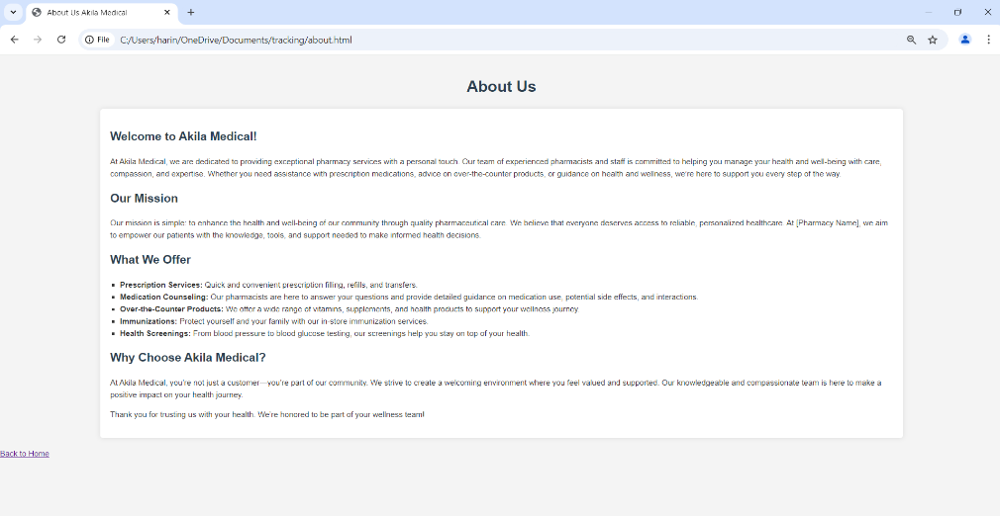 About Us Akila Medical
File
C:/Users/harin/OneDrive/Documents/tracking/about.html
About Us
Welcome to Akila Medical!
At Akila Medical, we are dedicated to providing exceptional pharmacy services with a personal touch. Our team of experienced pharmacists and staff is committed to helping you manage your health and well-being with care,
compassion, and expertise. Whether you need assistance with prescription medications, advice on over-the-counter products, or guidance on health and wellness, we're here to support you every step of the way.
Our Mission
Our mission is simple: to enhance the health and well-being of our community through quality pharmaceutical care. We believe that everyone deserves access to reliable, personalized healthcare. At [Pharmacy Name], we aim
to empower our patients with the knowledge, tools, and support needed to make informed health decisions.
What We Offer
Prescription Services: Quick and convenient prescription filling, refills, and transfers.
Medication Counseling: Our pharmacists are here to answer your questions and provide detailed guidance on medication use, potential side effects, and interactions.
Over-the-Counter Products: We offer a wide range of vitamins, supplements, and health products to support your wellness journey.
Immunizations: Protect yourself and your family with our in-store immunization services.
Health Screenings: From blood pressure to blood glucose testing, our screenings help you stay on top of your health.
Why Choose Akila Medical?
At Akila Medical, you're not just a customer—you're part of our community. We strive to create a welcoming environment where you feel valued and supported. Our knowledgeable and compassionate team is here to make a
positive impact on your health journey.
Thank you for trusting us with your health. We're honored to be part of your wellness team!
Back to Home